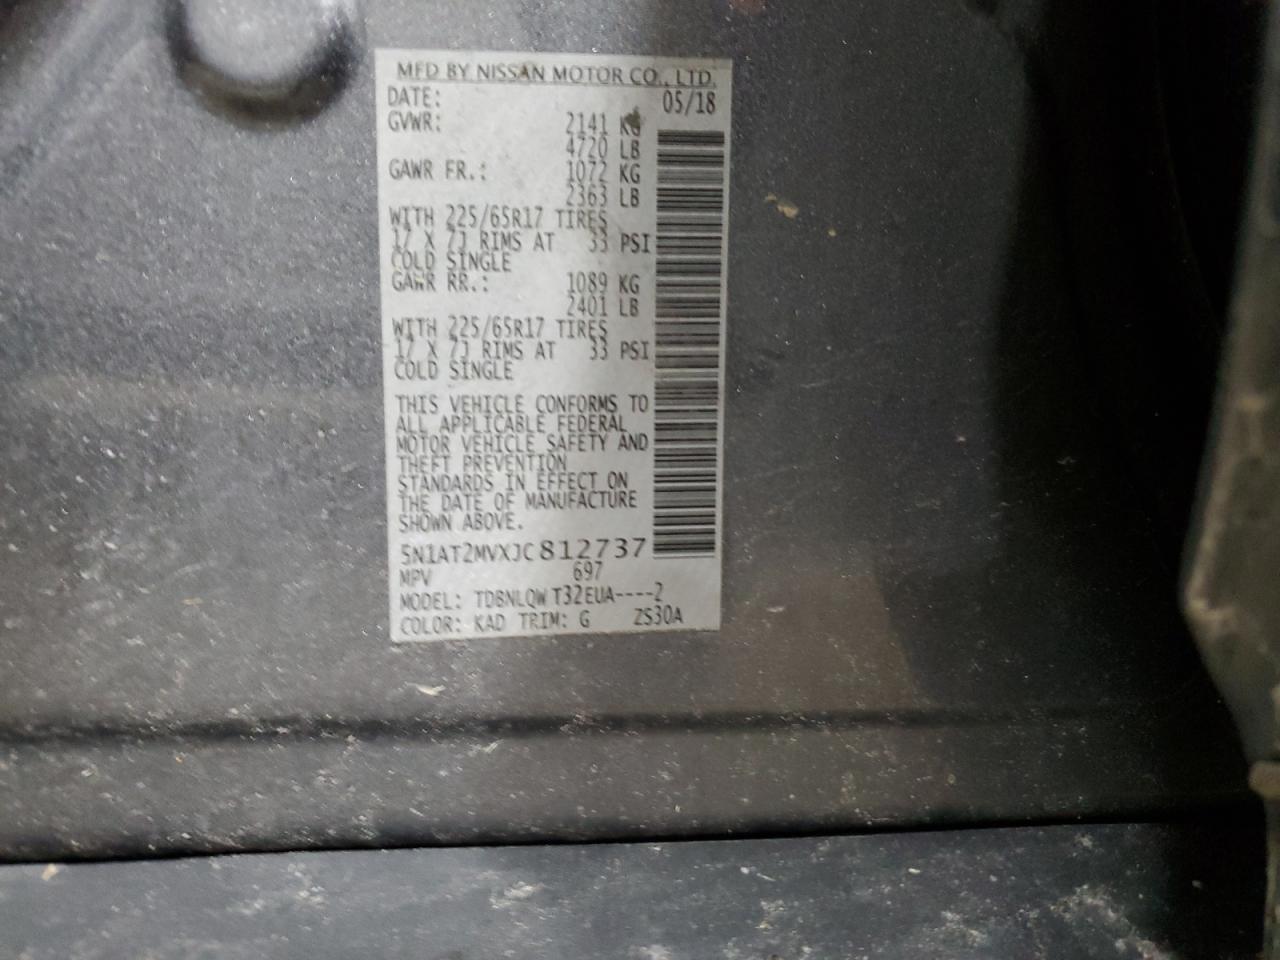 MFD BY NISSAN MOTOR CO., LTD.
DATE: 05/18
GVWR: 2141 KG
4720 LB
GAWR FR.: 1072 KG
2363 LB
WITH 225/65R17 TIRES
17 X 7J RIMS AT 33 PSI
COLD SINGLE
GAWR RR.: 1089 KG
2401 LB
WITH 225/65R17 TIRES
17 X 7J RIMS AT 33 PSI
COLD SINGLE
THIS VEHICLE CONFORMS TO
ALL APPLICABLE FEDERAL
MOTOR VEHICLE SAFETY AND
THEFT PREVENTION
STANDARDS IN EFFECT ON
THE DATE OF MANUFACTURE
SHOWN ABOVE.
5N1AT2MVXJC812737
MPV 697
MODEL: TDBNLQW T32EUA----2
COLOR: KAD TRIM: G ZS30A